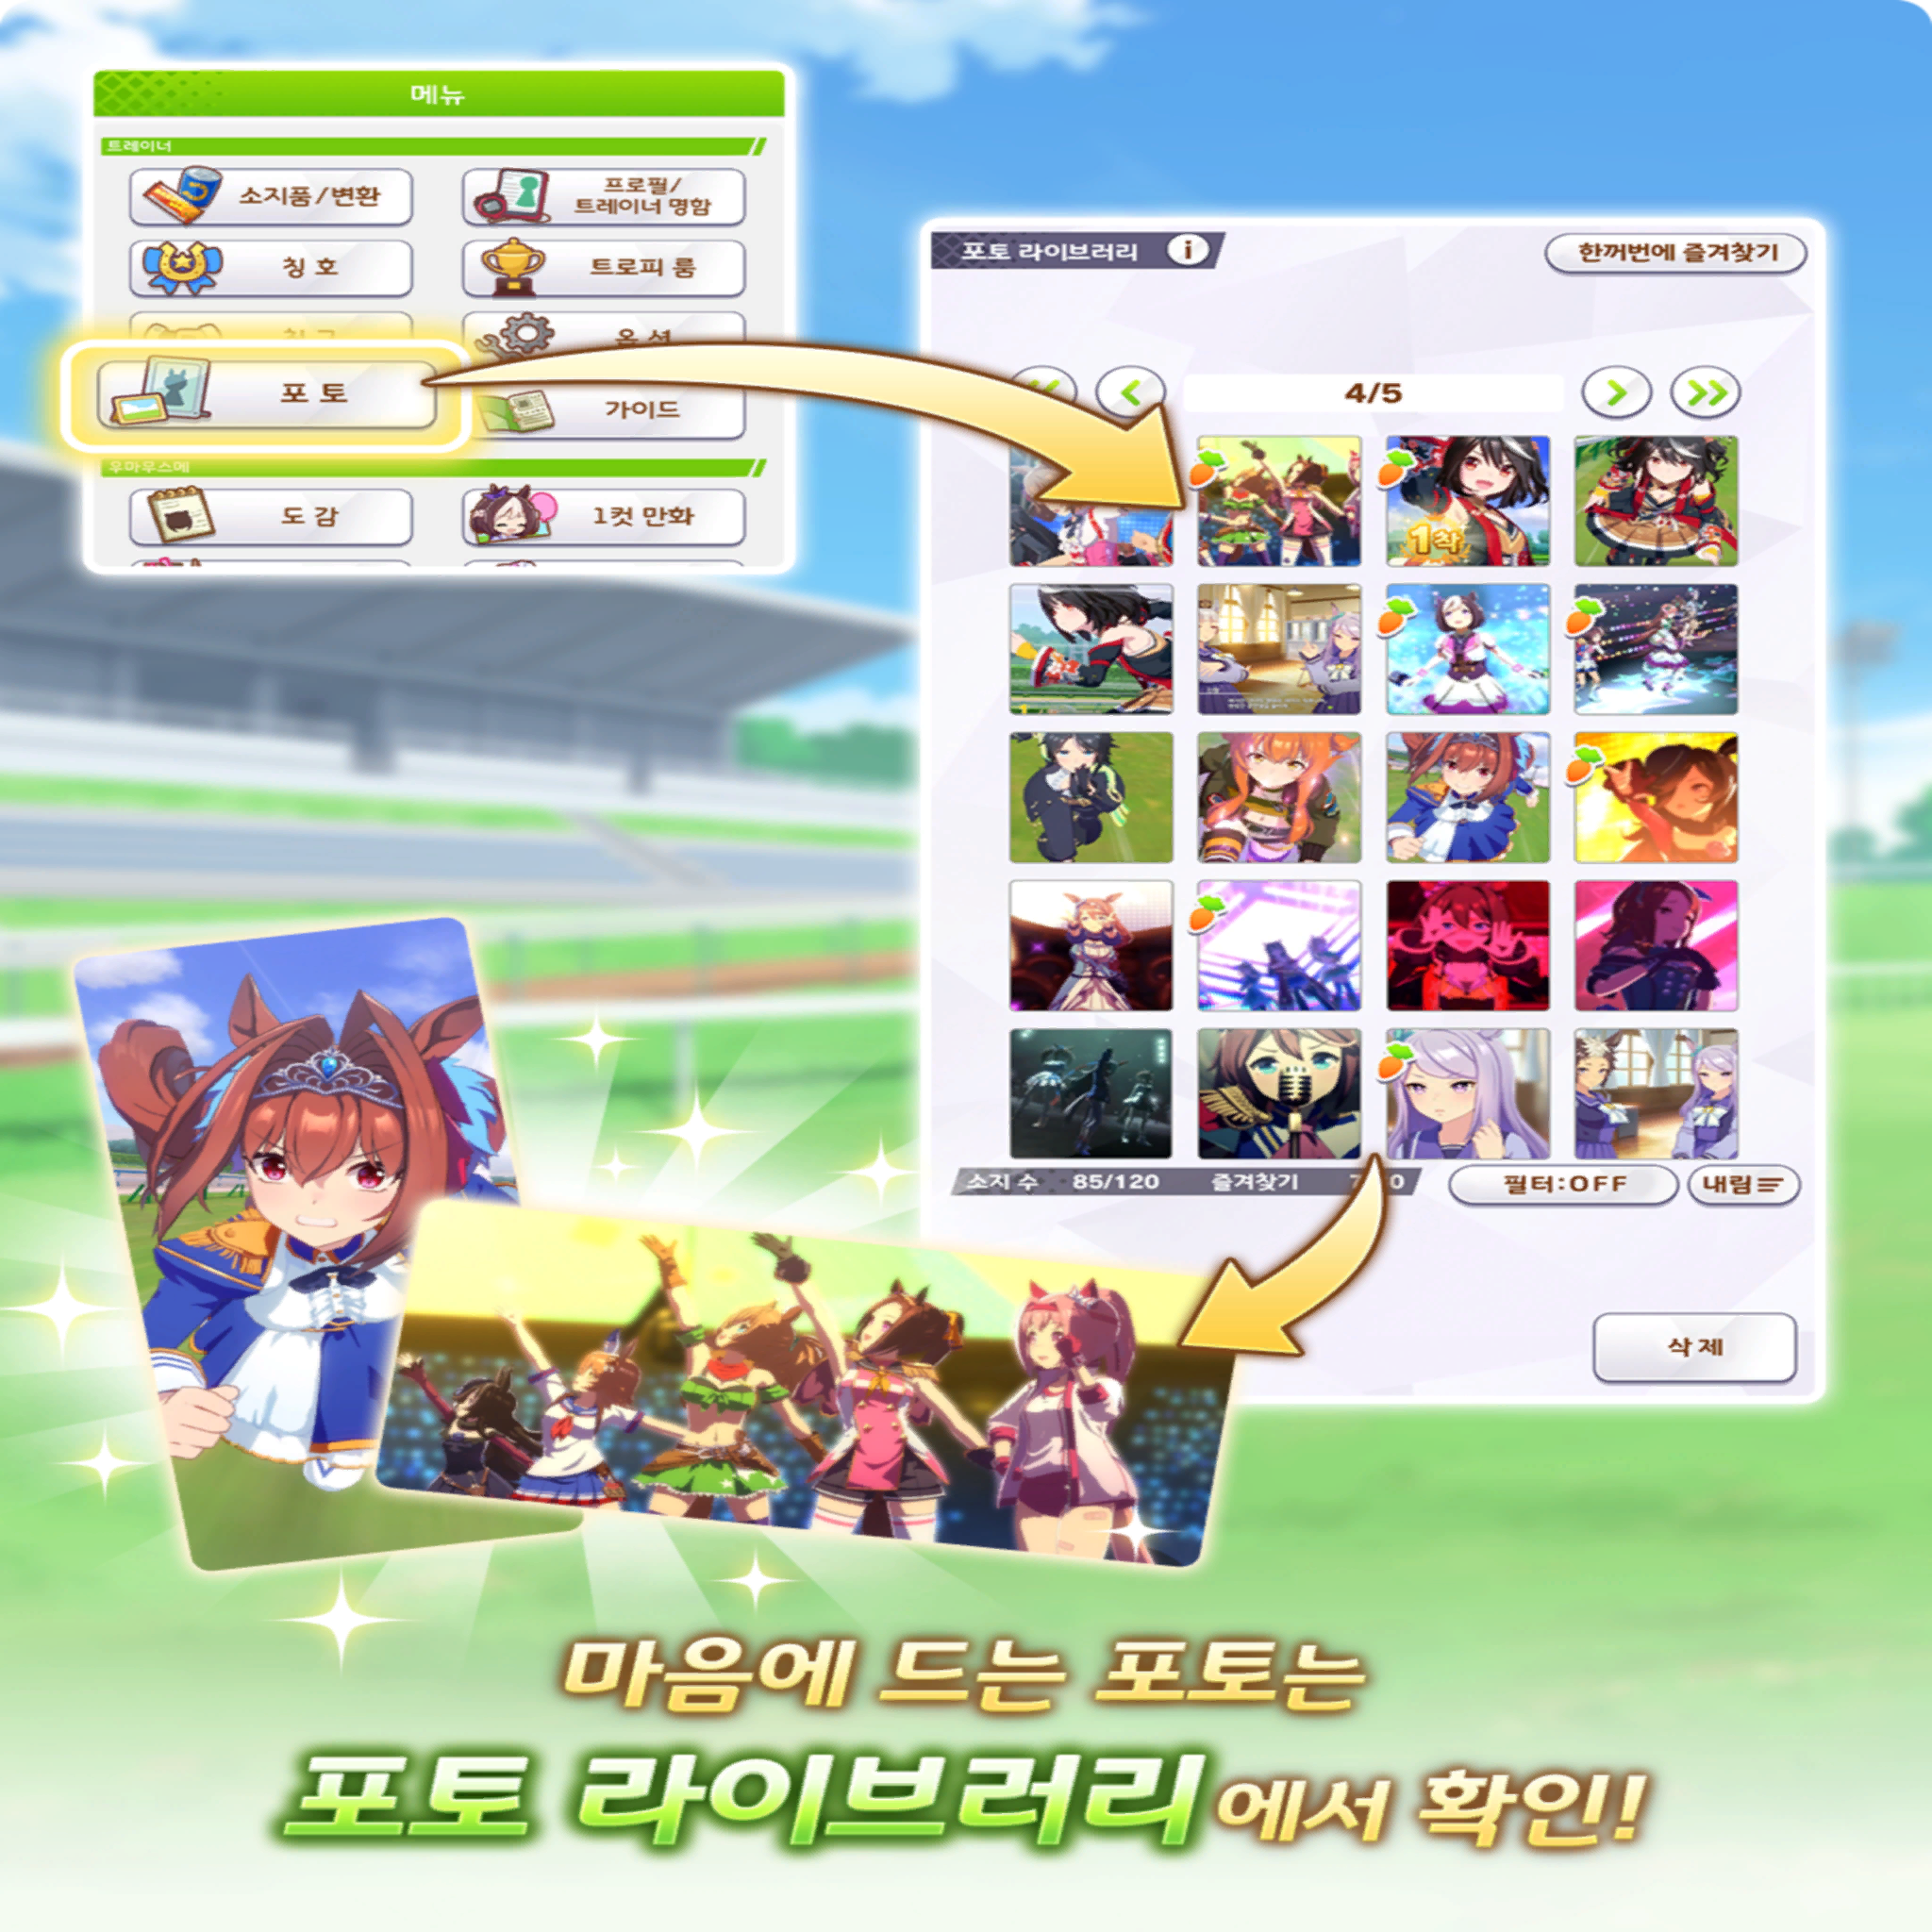 메뉴
트레이너
소지품/변환
프로필/
트레이너 명함
칭호
트로피 룸
옵션
포토
가이드
우마무스메
도감
1컷 만화
포토 라이브러리
한꺼번에 즐겨찾기
4/5
1착
소지 수 85/120 즐겨찾기
필터:OFF
내림
삭제
마음에 드는 포토는
포토 라이브러리에서 확인!